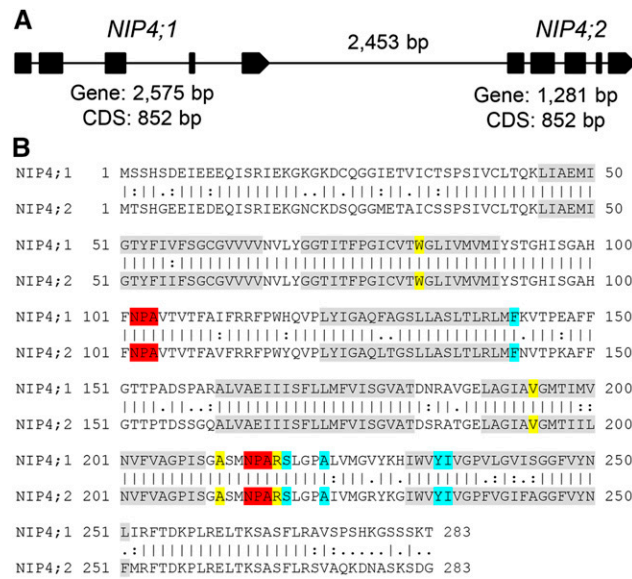 A
NIP4;1
2,453 bp
NIP4;2
Gene: 2,575 bp
CDS: 852 bp
Gene: 1,281 bp
CDS: 852 bp
B
NIP4;1 1 MSSHSDEIEEEQISRIEKGKGKDCQGGIETVICTSPSIVCLTQKLIAEMI 50
NIP4;2 1 MTSHGEEIEDEQISRIEKGNCKDSQGGMETAICSSPSIVCLTQKLIAEMI 50
NIP4;1 51 GTYFIVFSGCGVVVVNVLYGGTITFPGICVTWGLIVMVMIYSTGHISGAH 100
NIP4;2 51 GTYFIIFSGCGVVVVNVLYGGTITFPGICVTWGLIVMVMIYSTGHISGAH 100
NIP4;1 101 FNPAVTVTFAIFRRFPWHQVPLYIGAQFAGSLLASLTLRLMFKVTPEAFF 150
NIP4;2 101 FNPAVTVTFAVFRRFPWYQVPLYIGAQLTGSLLASLTLRLMFNVTPKAFF 150
NIP4;1 151 GTTPADSPARALVAEIIISFLLMFVISGVATDNRAVGELAGIAVGMTIMV 200
NIP4;2 151 GTTPTDSSGQALVAEIIISFLLMFVISGVATDSRATGELAGIAVGMTIIL 200
NIP4;1 201 NVFVAGPISGASMNPARSLGPALVMGVYKHIWVYIVGPVLGVISGGFVYN 250
NIP4;2 201 NVFVAGPISGASMNPARSLGPAIVMGRYKGIWVYIVGPFVGIFAGGFVYN 250
NIP4;1 251 LIRFTDKPLRELTKSASFLRAVSPSHKGSSSKT 283
NIP4;2 251 FMRFTDKPLRELTKSASFLRSVAQKDNASKSDG 283